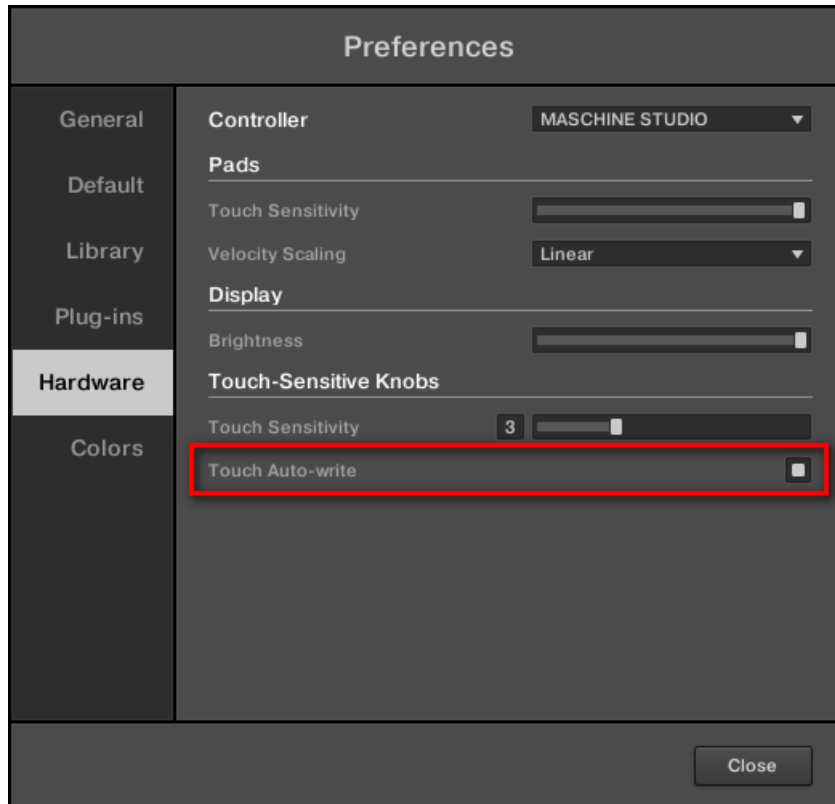 Preferences
General
Default
Library
Plug-ins
Hardware
Colors
Controller MASCHINE STUDIO
Pads
Touch Sensitivity
Velocity Scaling Linear
Display
Brightness
Touch-Sensitive Knobs
Touch Sensitivity 3
Touch Auto-write
Close